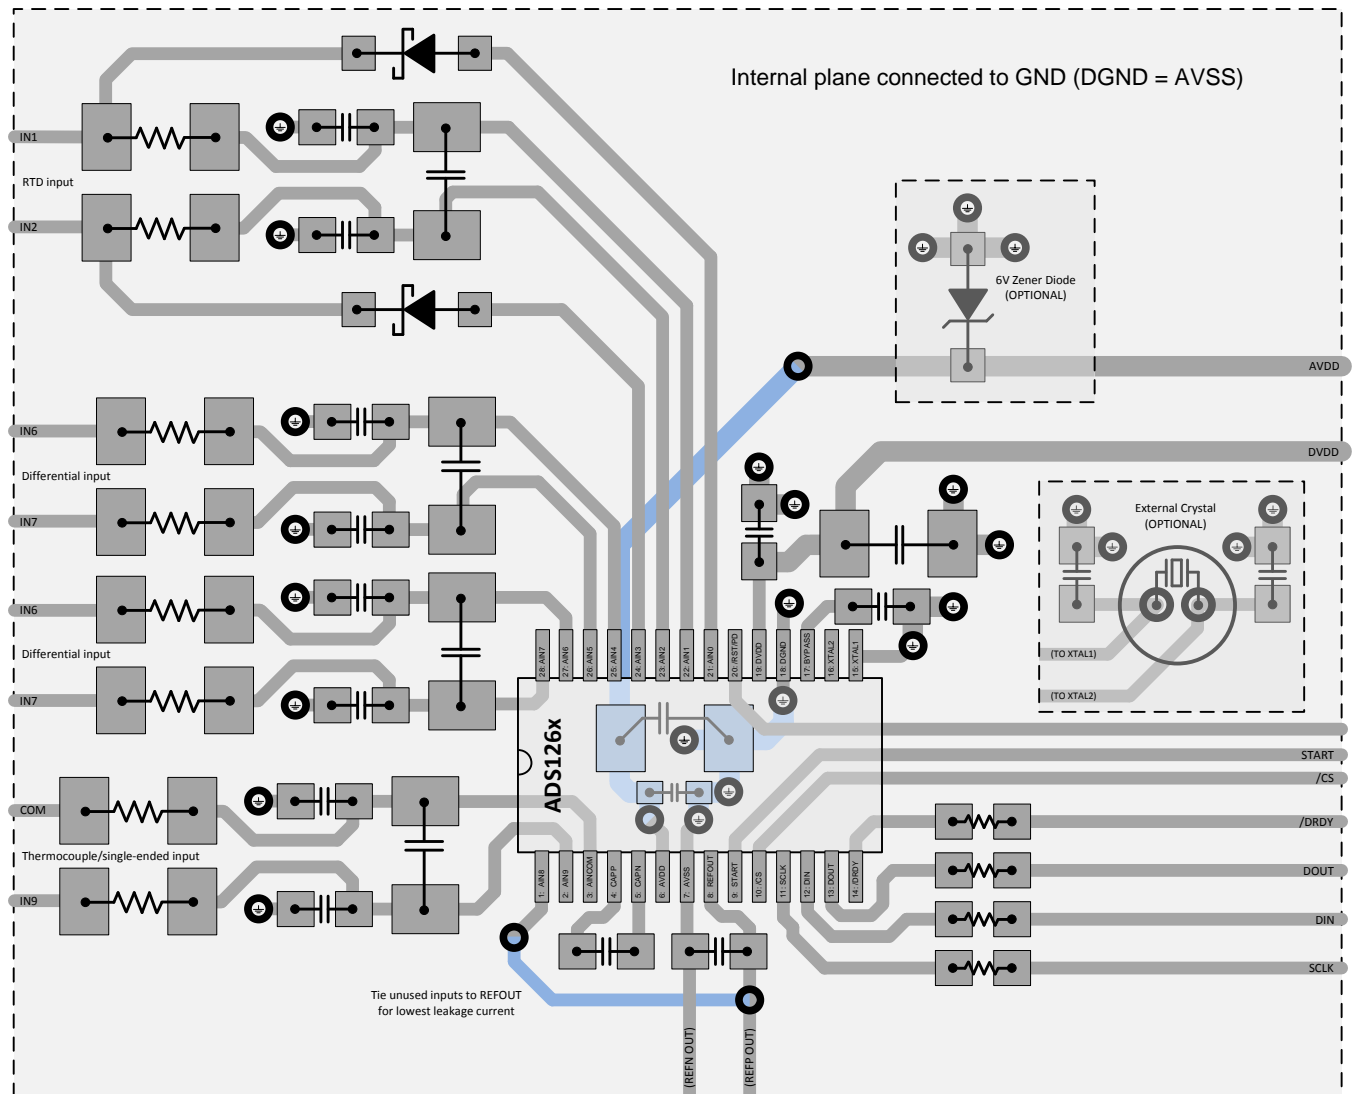 Internal plane connected to GND (DGND = AVSS)
IN1
RTD input
IN2
6V Zener Diode
(OPTIONAL)
AVDD
IN6
Differential input
IN7
DVDD
External Crystal
(OPTIONAL)
(TO XTAL1)
(TO XTAL2)
IN6
Differential input
IN7
28: AIN7
27: AIN6
26: AIN5
25: AIN4
24: AIN3
23: AIN2
22: AIN1
21: AIN0
20: /RST/PD
19: DVDD
18: DGND
17: BYPASS
16: XTAL2
15: XTAL1
ADS126x
START
/CS
/DRDY
DOUT
DIN
SCLK
COM
Thermocouple/single-ended input
IN9
1: AIN8
2: AIN9
3: AINCOM
4: CAPP
5: CAPN
6: AVDD
7: AVSS
8: REFOUT
9: START
10: /CS
11: SCLK
12: DIN
13: DOUT
14: /DRDY
Tie unused inputs to REFOUT
for lowest leakage current
(REFN OUT)
(REFP OUT)